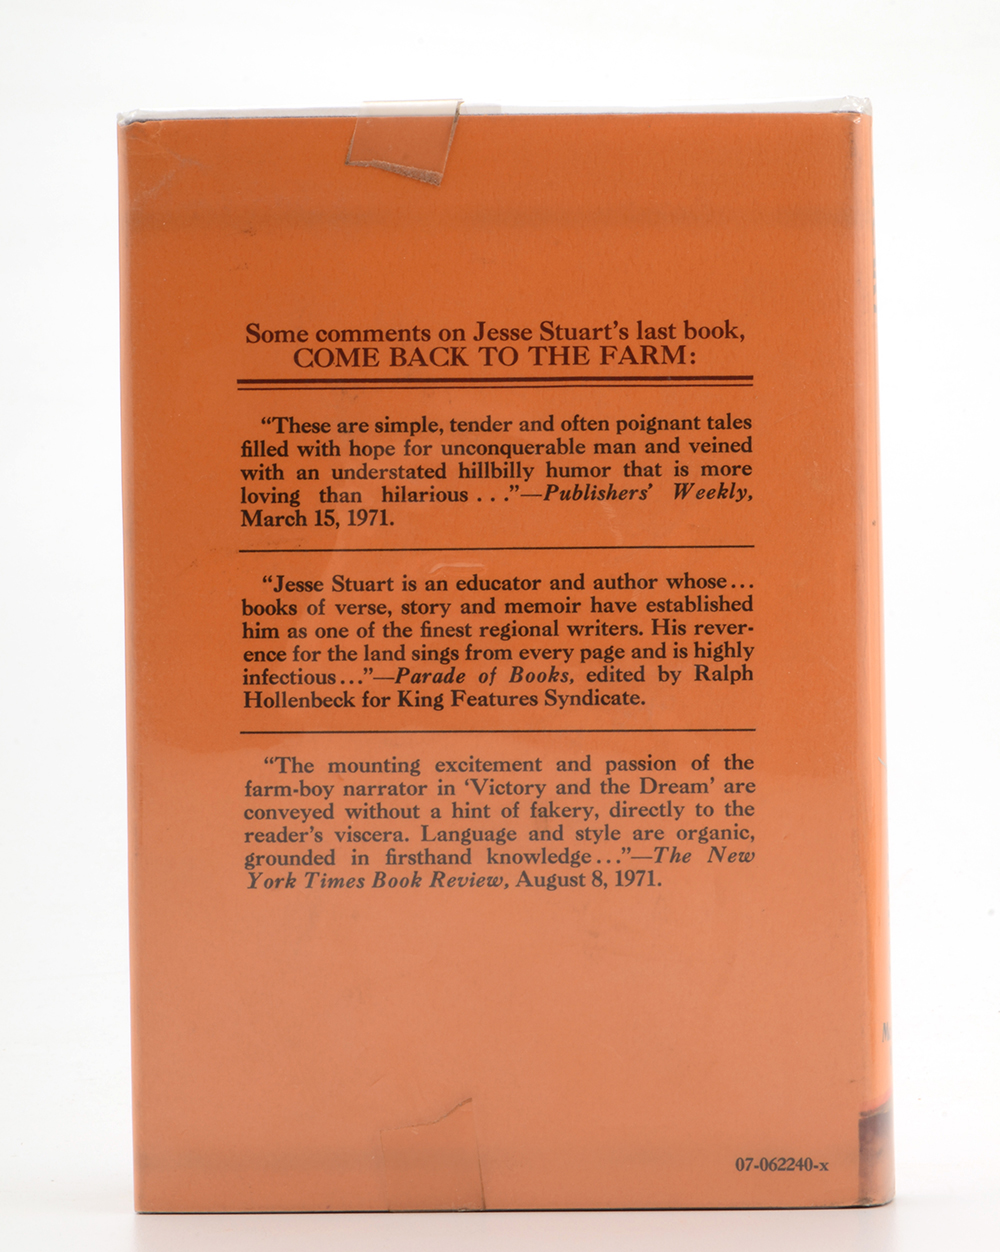 Some comments on Jesse Stuart's last book,
COME BACK TO THE FARM:
“These are simple, tender and often poignant tales
filled with hope for unconquerable man and veined
with an understated hillbilly humor that is more
loving than hilarious . . .”—Publishers' Weekly,
March 15, 1971.
“Jesse Stuart is an educator and author whose...
books of verse, story and memoir have established
him as one of the finest regional writers. His rever-
ence for the land sings from every page and is highly
infectious...”—Parade of Books, edited by Ralph
Hollenbeck for King Features Syndicate.
“The mounting excitement and passion of the
farm-boy narrator in ‘Victory and the Dream’ are
conveyed without a hint of fakery, directly to the
reader's viscera. Language and style are organic,
grounded in firsthand knowledge...”—The New
York Times Book Review, August 8, 1971.
07-062240-x